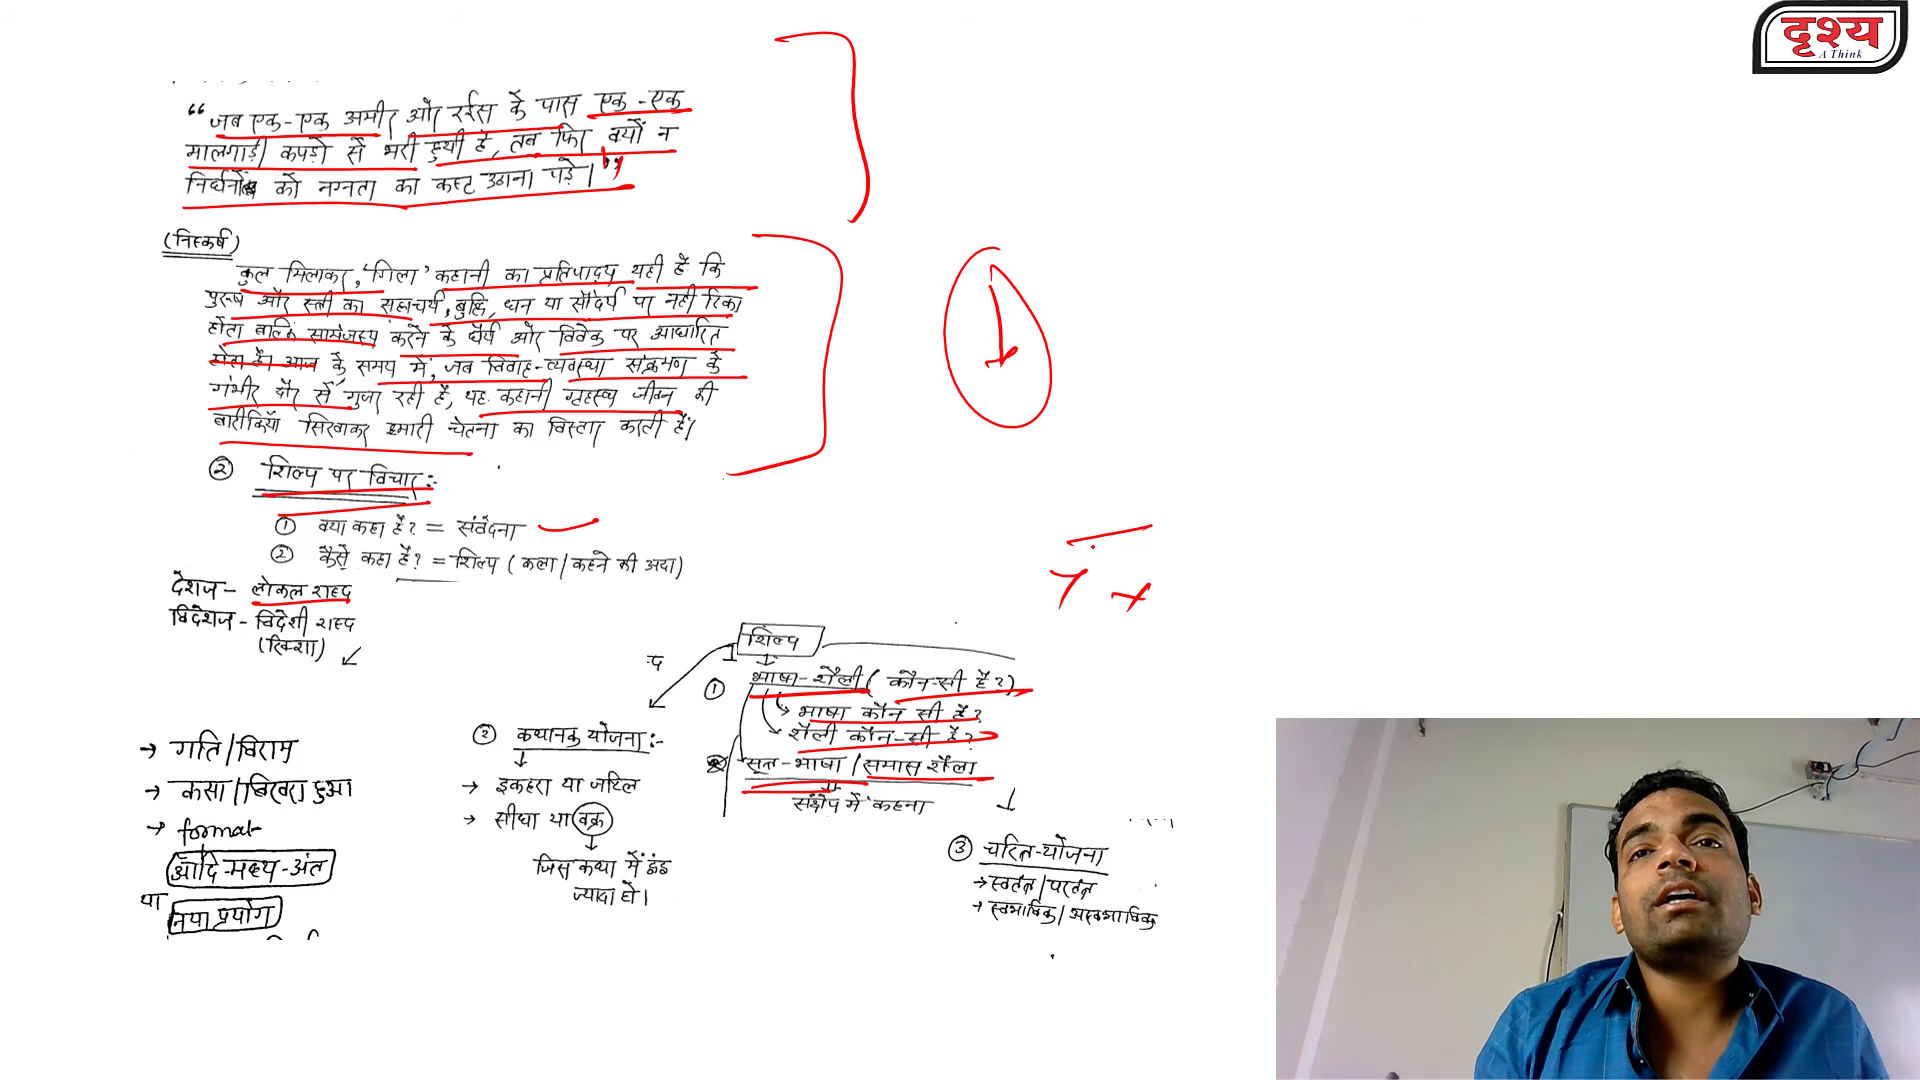 दृश्य
A Think
“ जब एक-एक अमीर और रईस के पास एक-एक
मालगाड़ी कपड़ो से भरी हुयी है, तब फिर क्यों न
निर्धनों को नग्नता का कष्ट उठाना पड़े। ”
(निष्कर्ष)
कुल मिलाकर, 'गिला' कहानी का प्रतिपादय यही है कि
पुरुष और स्त्री का सहचर्य, बुद्धि, धन या सौंदर्य पर नही टिका
होता बल्कि सामंजस्य करने के धैर्य और विवेक पर आधारित
होता है। आज के समय में, जब विवाह-व्यवस्था संक्रमण के
गंभीर दौर से गुजर रही है, यह कहानी गृहस्थ जीवन की
बारीकियाँ सिखाकर हमारी चेतना का विस्तार करती हैं।
② शिल्प पर विचार:-
① क्या कहा है? = संवेदना
② कैसे कहा है? = शिल्प (कला/कहने की अदा)
देशज - लोकल शब्द
विदेशज - विदेशी शब्द
(रिक्शा)
शिल्प
① भाषा-शैली (कौन-सी है?)
→ भाषा कौन सी है?
→ शैली कौन-सी है?
सूत्र-भाषा/समास शैली
संक्षेप में कहना
② कथानक योजना:-
→ इकहरा या जटिल
→ सीधा या वक्र
जिस कथा में द्वंद्व
ज्यादा हो।
→ गति/विराम
→ कसा/बिखरा हुआ
→ format
आदि-मध्य-अंत
या
नया प्रयोग
③ चरित्र-योजना
→ स्वतंत्र/परतंत्र
→ स्वभाविक/अस्वभाविक